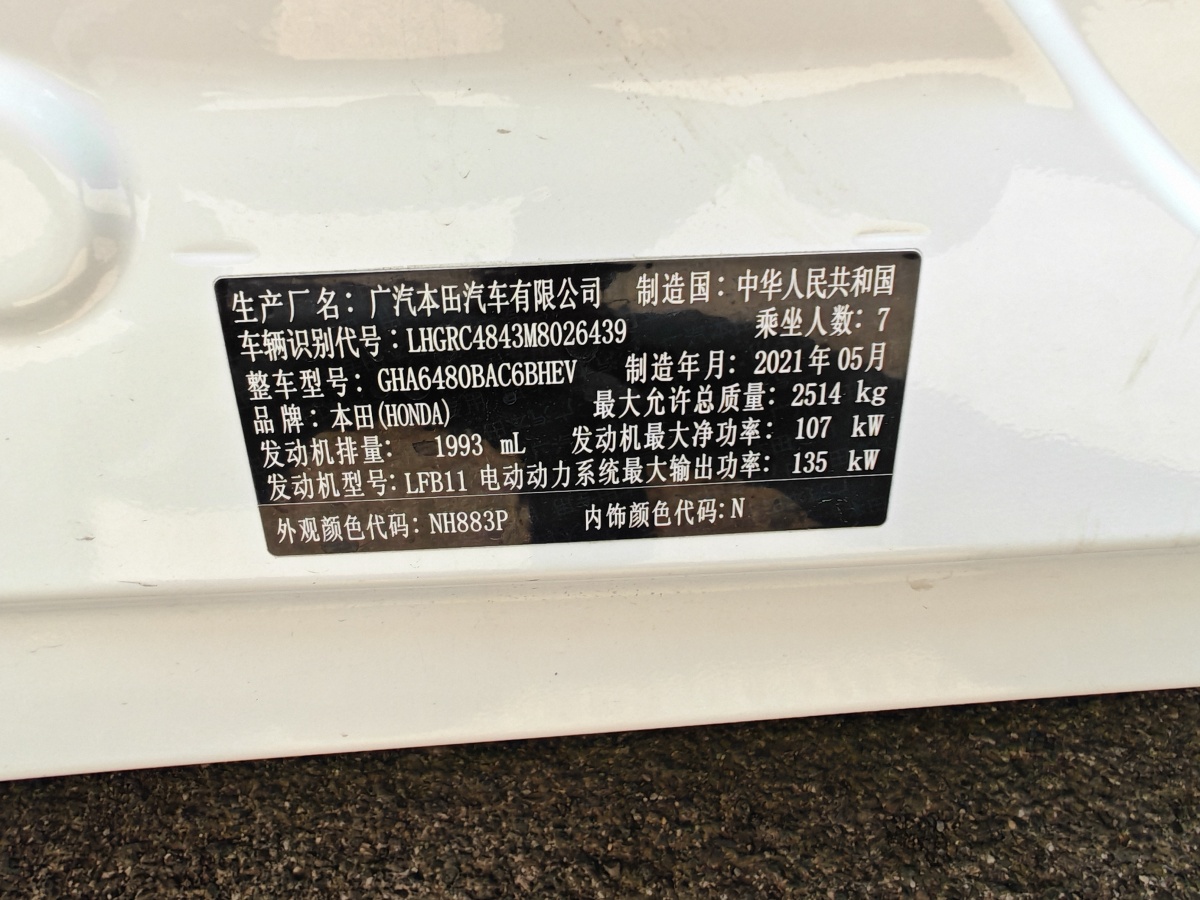 生产厂名：广汽本田汽车有限公司 制造国：中华人民共和国
车辆识别代号：LHGRC4843M8026439 乘坐人数：7
整车型号：GHA6480BAC6BHEV 制造年月：2021年05月
品牌：本田(HONDA) 最大允许总质量：2514 kg
发动机排量： 1993 mL 发动机最大净功率： 107 kW
发动机型号：LFB11 电动动力系统最大输出功率： 135 kW
外观颜色代码：NH883P 内饰颜色代码：N